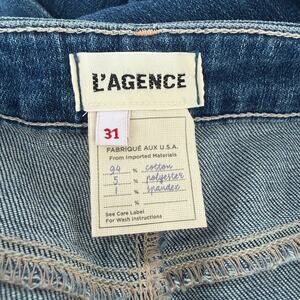 L'AGENCE
31
FABRIQUÉ AUX U.S.A.
From Imported Materials
94 % cotton
5 % polyester
1 % spandex
%
See Care Label
For Wash Instructions